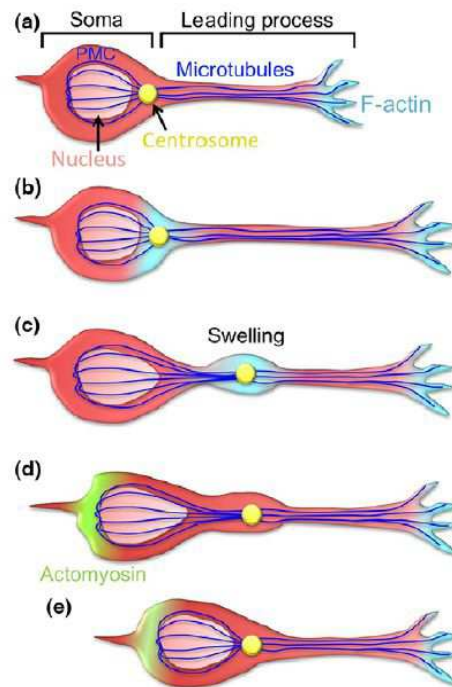 (a)
Soma
Leading process
PMC
Microtubules
F-actin
Centrosome
Nucleus
(b)
(c)
Swelling
(d)
Actomyosin
(e)